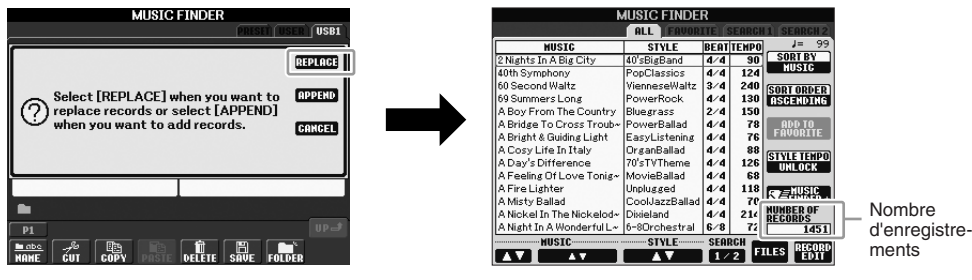 MUSIC FINDER
PRESET USER USB1
REPLACE
Select [REPLACE] when you want to
replace records or select [APPEND]
when you want to add records.
APPEND
CANCEL
P1
UP
NAME CUT COPY PASTE DELETE SAVE FOLDER
MUSIC FINDER
ALL FAVORITE SEARCH 1 SEARCH 2
MUSIC STYLE BEAT TEMPO
♩= 99
2 Nights In A Big City 40'sBigBand 4/4 90
40th Symphony PopClassics 4/4 124
60 Second Waltz VienneseWaltz 3/4 240
69 Summers Long PowerRock 4/4 130
A Boy From The Country Bluegrass 2/4 150
A Bridge To Cross Troub~ PowerBallad 4/4 78
A Bright & Guiding Light EasyListening 4/4 76
A Cosy Life In Italy OrganBallad 4/4 88
A Day's Difference 70'sTVTheme 4/4 126
A Feeling Of Love Tonig~ MovieBallad 4/4 68
A Fire Lighter Unplugged 4/4 118
A Misty Ballad CoolJazzBallad 4/4
A Nickel In The Nickelod~ Dixieland 4/4
A Night In A Wonderful L~ 6-8Orchestral 6/8 72
SORT BY
MUSIC
SORT ORDER
ASCENDING
ADD TO
FAVORITE
STYLE TEMPO
UNLOCK
MUSIC
NUMBER OF
RECORDS
1451
MUSIC STYLE SEARCH
1 / 2 FILES RECORD
EDIT
Nombre
d'enregistre-
ments